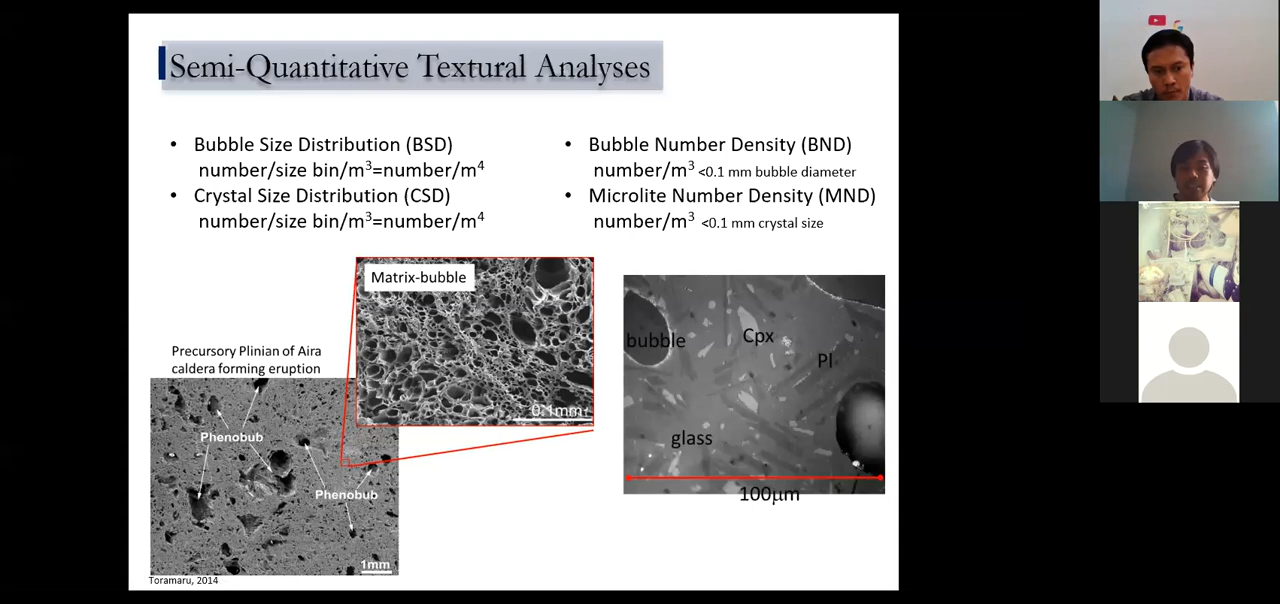 Semi-Quantitative Textural Analyses
• Bubble Size Distribution (BSD)
number/size bin/m³=number/m⁴
• Crystal Size Distribution (CSD)
number/size bin/m³=number/m⁴
• Bubble Number Density (BND)
number/m³ <0.1 mm bubble diameter
• Microlite Number Density (MND)
number/m³ <0.1 mm crystal size
Matrix-bubble
0.1mm
Precursory Plinian of Aira
caldera forming eruption
Phenobub
Phenobub
1mm
Toramaru, 2014
bubble
Cpx
Pl
glass
100μm